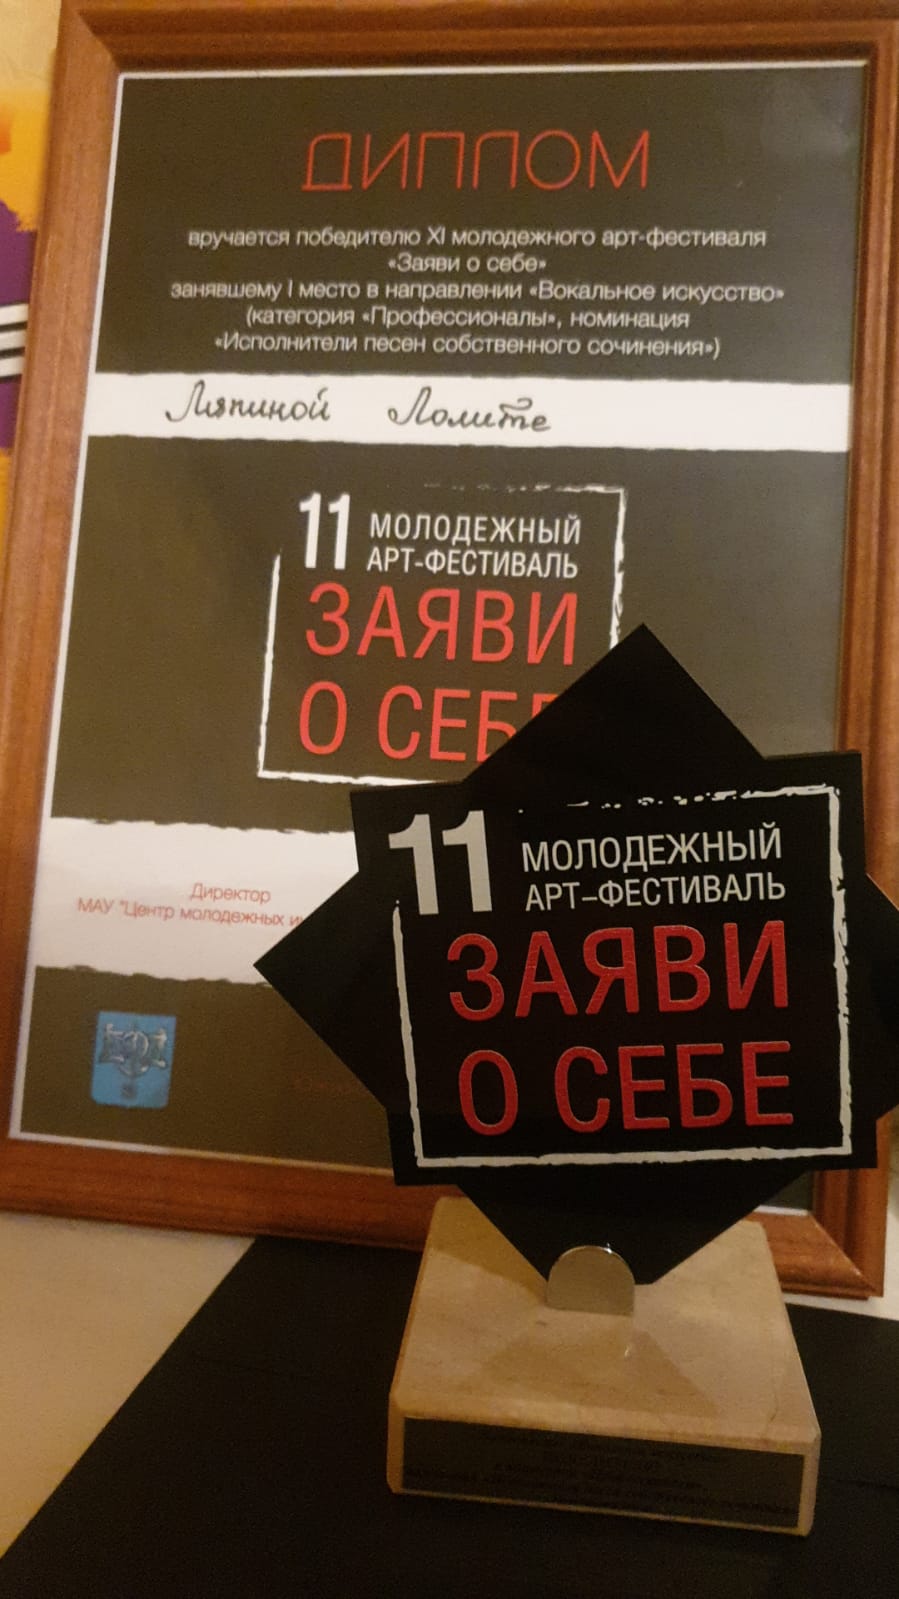 ДИПЛОМ
вручается победителю XI молодежного арт-фестиваля
«Заяви о себе»
занявшему I место в направлении «Вокальное искусство»
(категория «Профессионалы», номинация
«Исполнители песен собственного сочинения»)
Ляпиной Лолите
11 МОЛОДЕЖНЫЙ
АРТ-ФЕСТИВАЛЬ
ЗАЯВИ
О СЕБ
Директор
МАУ "Центр молодежных
11 МОЛОДЕЖНЫЙ
АРТ-ФЕСТИВАЛЬ
ЗАЯВИ
О СЕБЕ